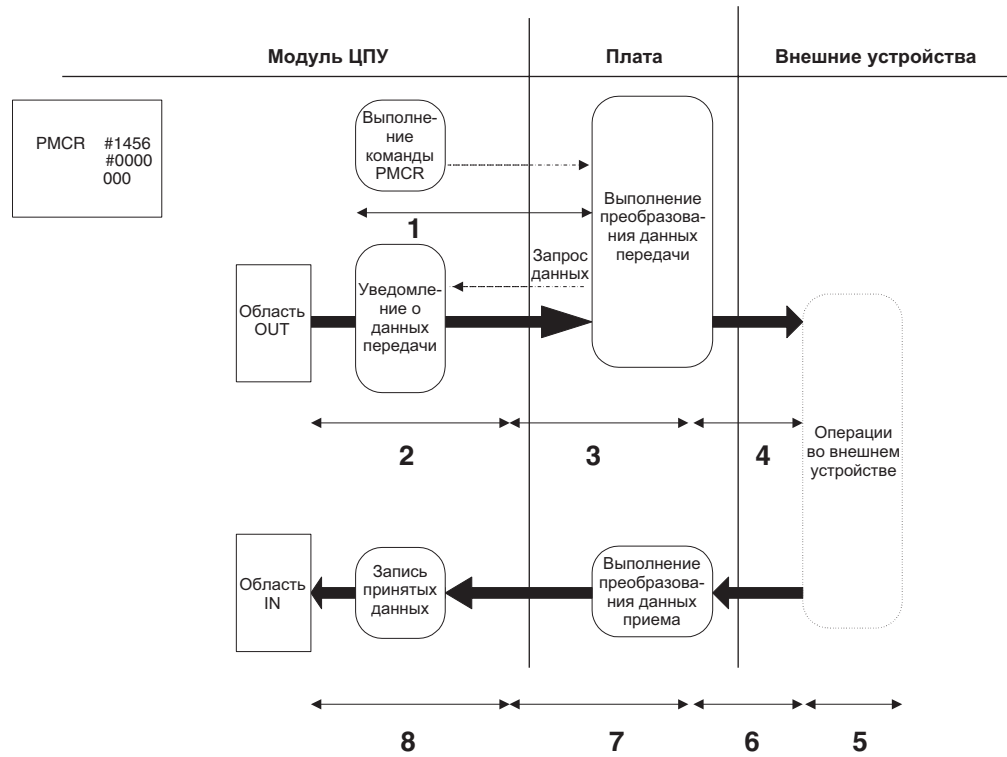 Модуль ЦПУ
Плата
Внешние устройства
PMCR #1456
#0000
000
Выполне-
ние
команды
PMCR
1
Выполнение
преобразова-
ния данных
передачи
Запрос
данных
Область
OUT
Уведомле-
ние о
данных
передачи
2
3
4
Операции
во внешнем
устройстве
Область
IN
Запись
принятых
данных
Выполнение
преобразова-
ния данных
приема
8
7
6
5